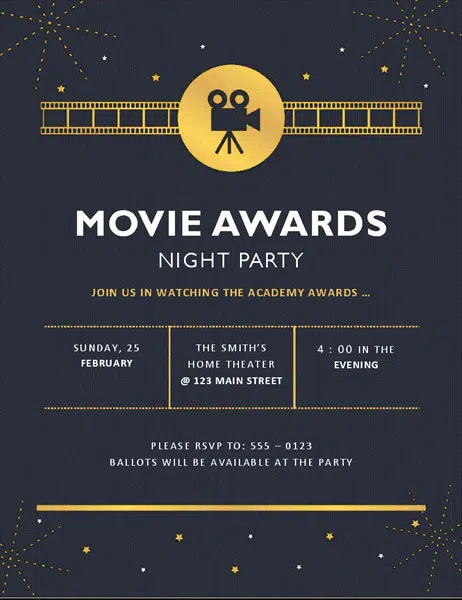 MOVIE AWARDS
NIGHT PARTY
JOIN US IN WATCHING THE ACADEMY AWARDS …
SUNDAY, 25
FEBRUARY
THE SMITH'S
HOME THEATER
@ 123 MAIN STREET
4 : 00 IN THE
EVENING
PLEASE RSVP TO: 555 – 0123
BALLOTS WILL BE AVAILABLE AT THE PARTY